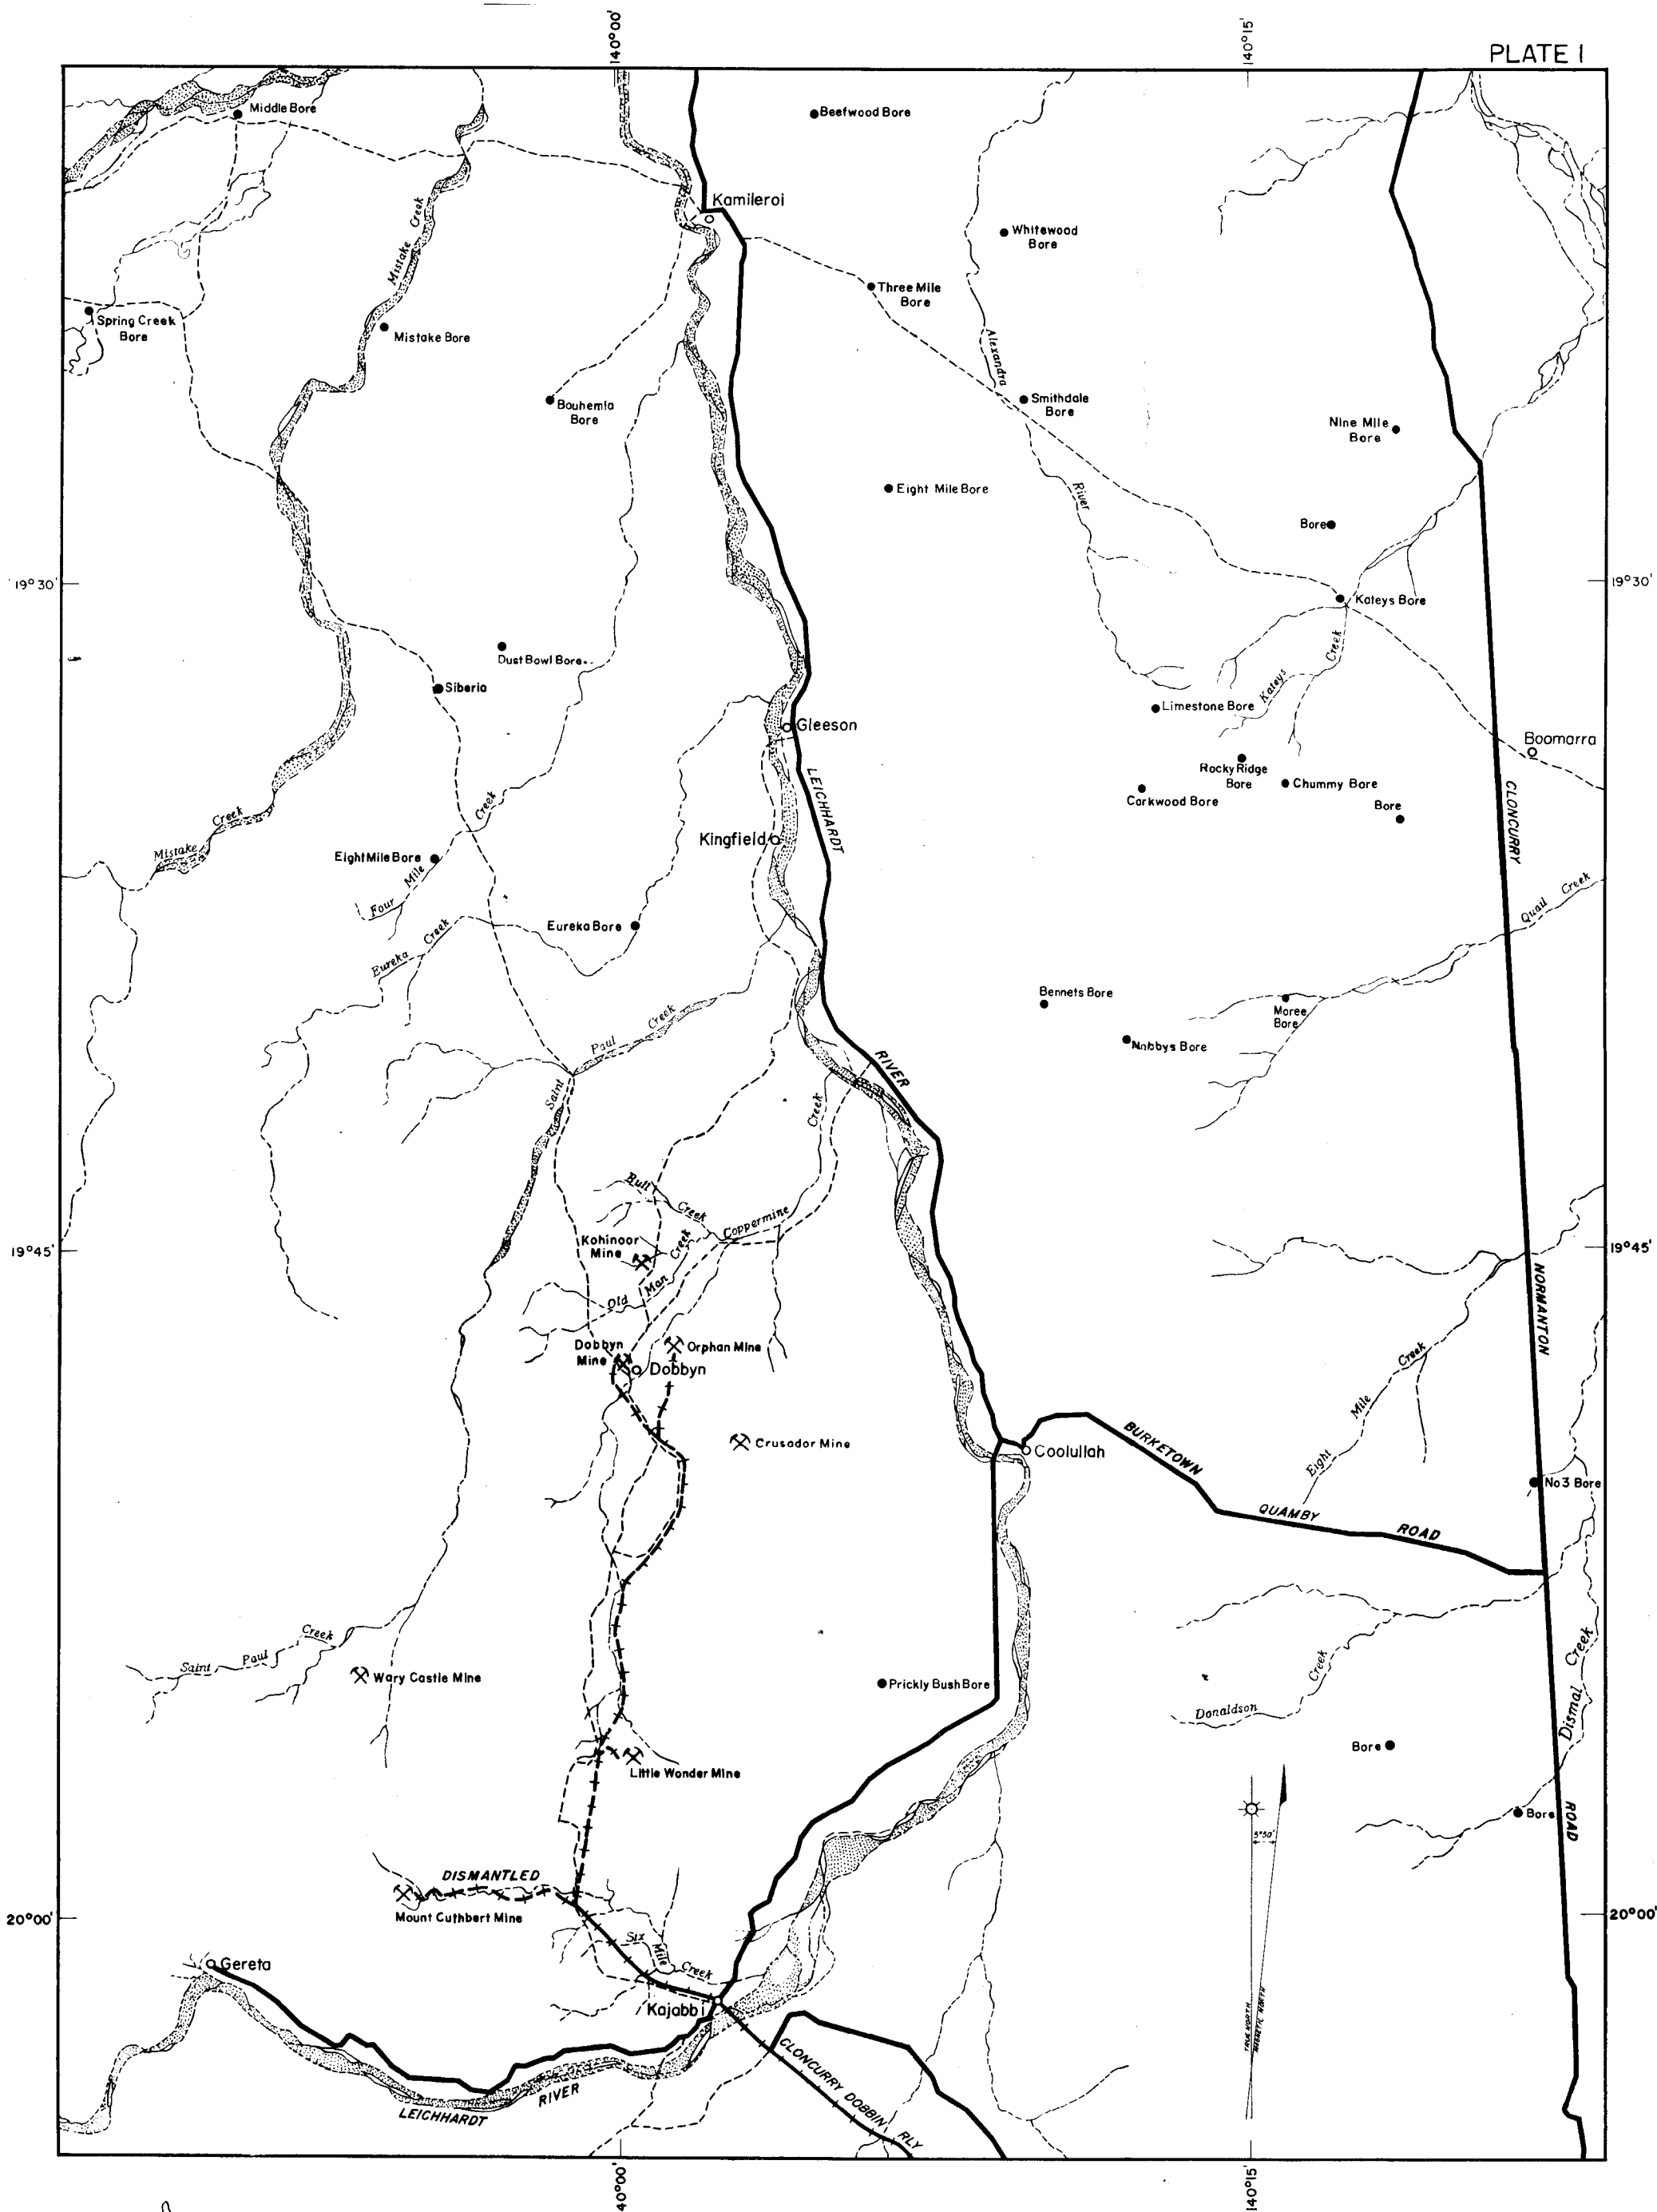 PLATE I
140°00'
140°15'
Middle Bore
Beefwood Bore
Kamileroi
Whitewood
Bore
Mistake Creek
Three Mile
Bore
Spring Creek
Bore
Mistake Bore
Alexandra
Bouhemia
Bore
Smithdale
Bore
Nine Mile
Bore
Eight Mile Bore
River
Bore
19°30'
19°30'
Kateys Bore
Dust Bowl Bore
Creek
Siberia
Kateys
Limestone Bore
Gleeson
Boomarra
Rocky Ridge
Bore
Chummy Bore
LEICHHARDT
Corkwood Bore
Bore
CLONCURRY
Creek
Creek
Mistake
Kingfield
Eight Mile Bore
Mile
Four
Creek
Quail
Creek
Eureka
Eureka Bore
Bennets Bore
Moree
Bore
Paul
Creek
Nobbys Bore
RIVER
Saint
Creek
Bull
Creek
Coppermine
Kohinoor
Mine
Creek
19°45'
19°45'
Old
Man
NORMANTON
Dobbyn
Mine
Orphan Mine
Dobbyn
Creek
Mile
Eight
Crusador Mine
Coolullah
BURKETOWN
No 3 Bore
QUAMBY
ROAD
Creek
Saint
Paul
Wary Castle Mine
Prickly Bush Bore
Creek
Donaldson
Creek
Dismal
Bore
Little Wonder Mine
Bore
ROAD
5°50'
DISMANTLED
Mount Cuthbert Mine
20°00'
20°00'
Six
Mile
Creek
Gereta
Kajabbi
TRUE NORTH
MAGNETIC NORTH
CLONCURRY DOBBIN RLY
LEICHHARDT
RIVER
40°00'
140°15'